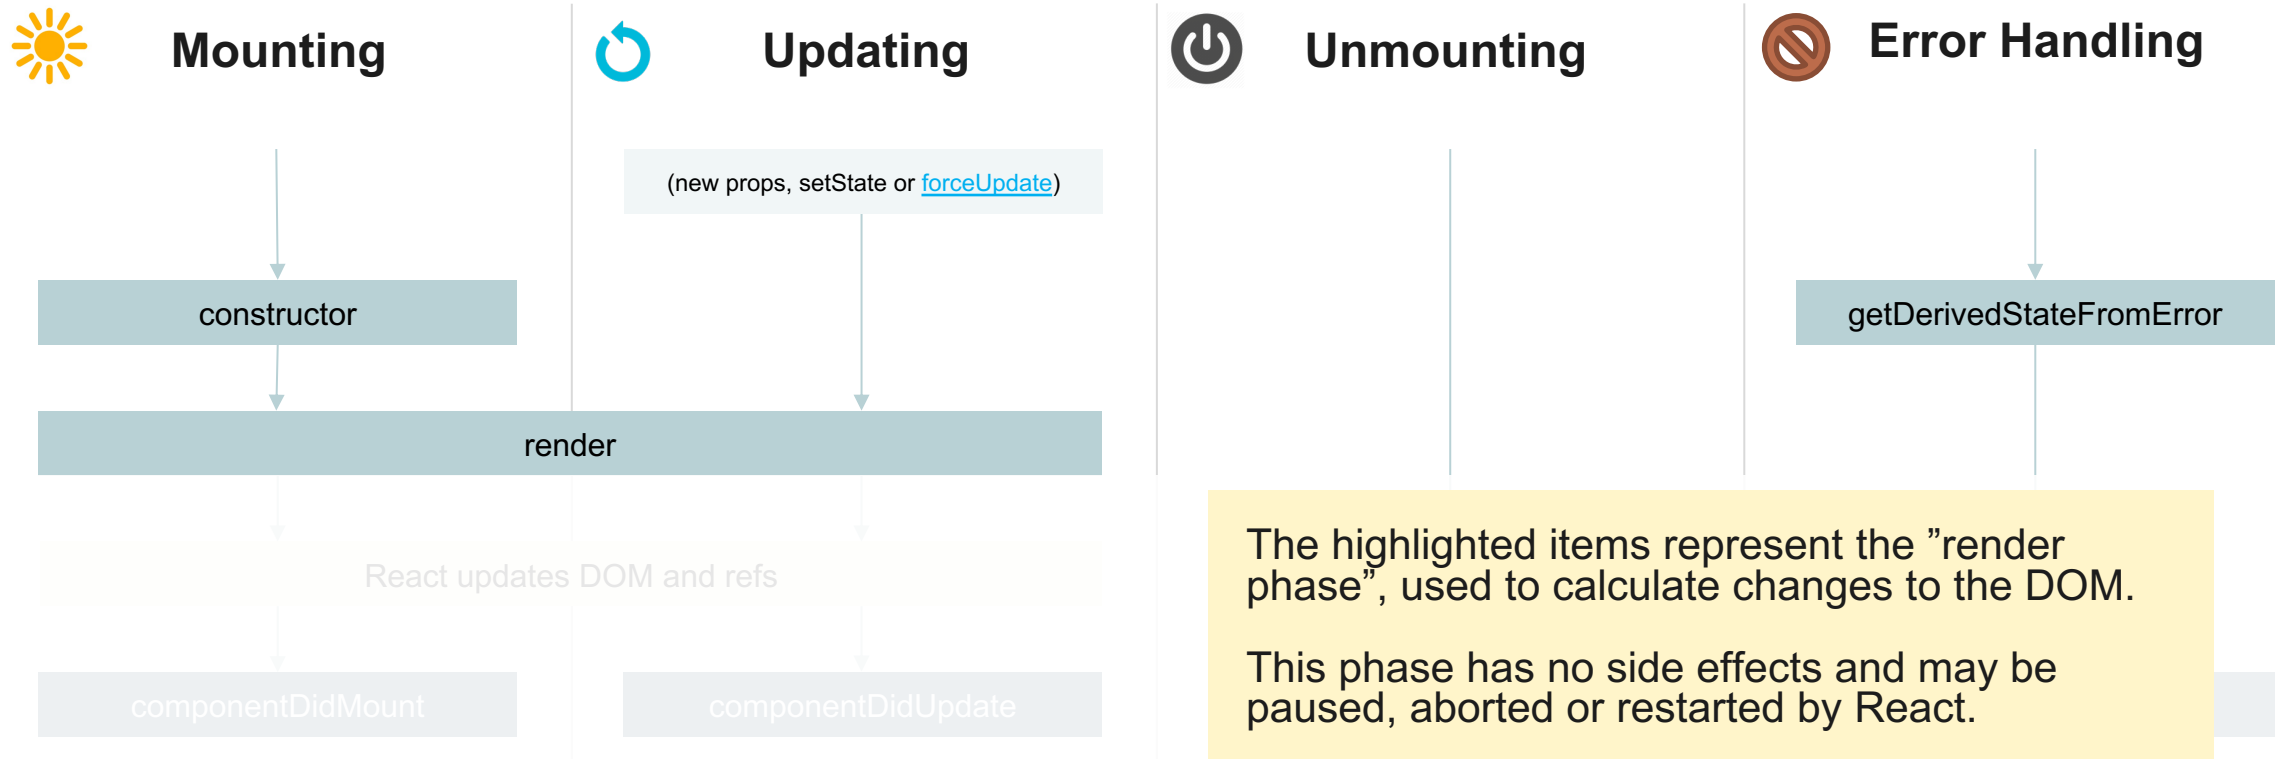 Mounting
Updating
Unmounting
Error Handling
(new props, setState or forceUpdate)
constructor
getDerivedStateFromError
render
React updates DOM and refs
The highlighted items represent the ”render
phase”, used to calculate changes to the DOM.
This phase has no side effects and may be
paused, aborted or restarted by React.
componentDidMount
componentDidUpdate